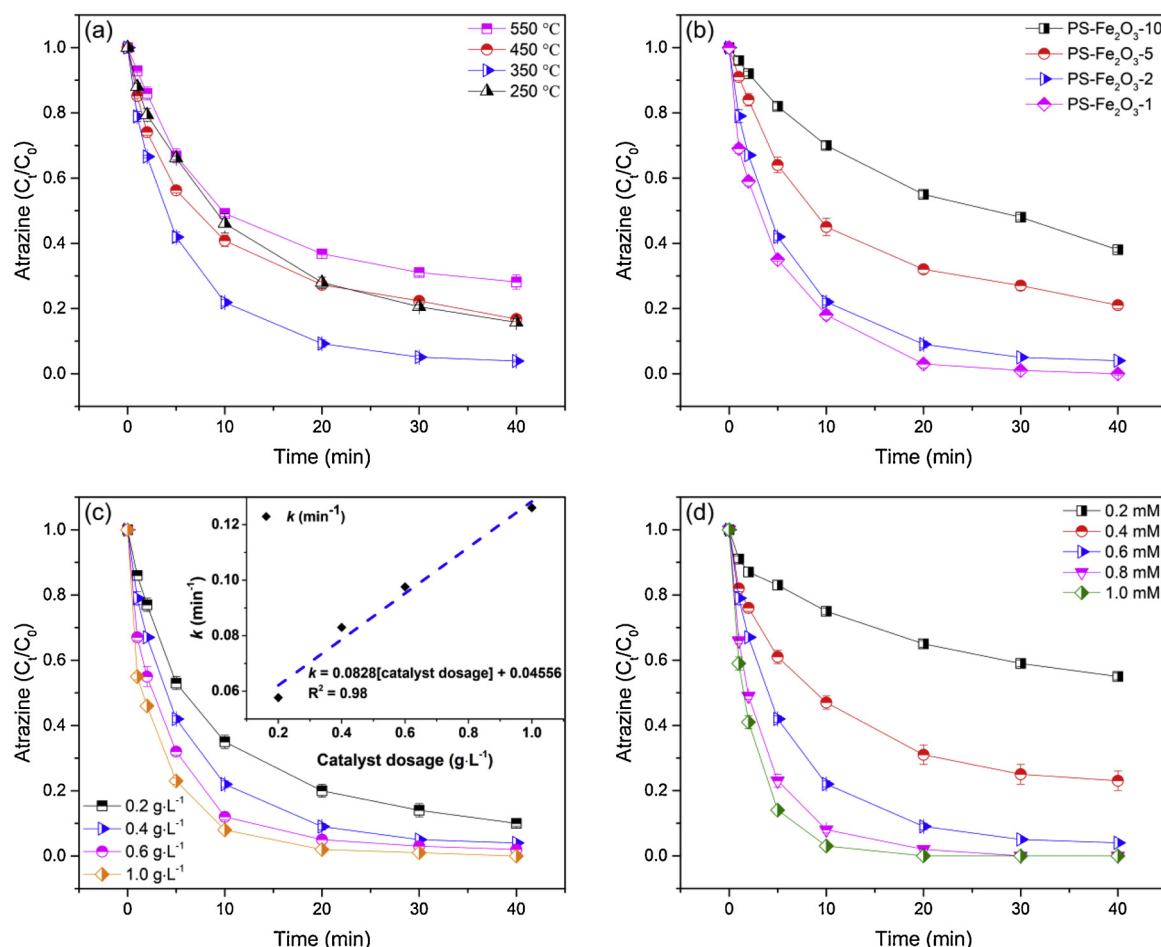 (a)
550 °C
450 °C
350 °C
250 °C
1.0
0.8
0.6
0.4
0.2
0.0
Atrazine (Cₜ/C₀)
0 10 20 30 40
Time (min)
(b)
PS-Fe₂O₃-10
PS-Fe₂O₃-5
PS-Fe₂O₃-2
PS-Fe₂O₃-1
1.0
0.8
0.6
0.4
0.2
0.0
Atrazine (Cₜ/C₀)
0 10 20 30 40
Time (min)
(c)
1.0
0.8
0.6
0.4
0.2
0.0
Atrazine (Cₜ/C₀)
k (min⁻¹)
0.12
0.10
0.08
0.06
k (min⁻¹)
k = 0.0828[catalyst dosage] + 0.04556
R² = 0.98
0.2 0.4 0.6 0.8 1.0
Catalyst dosage (g·L⁻¹)
0.2 g·L⁻¹
0.4 g·L⁻¹
0.6 g·L⁻¹
1.0 g·L⁻¹
0 10 20 30 40
Time (min)
(d)
0.2 mM
0.4 mM
0.6 mM
0.8 mM
1.0 mM
1.0
0.8
0.6
0.4
0.2
0.0
Atrazine (Cₜ/C₀)
0 10 20 30 40
Time (min)